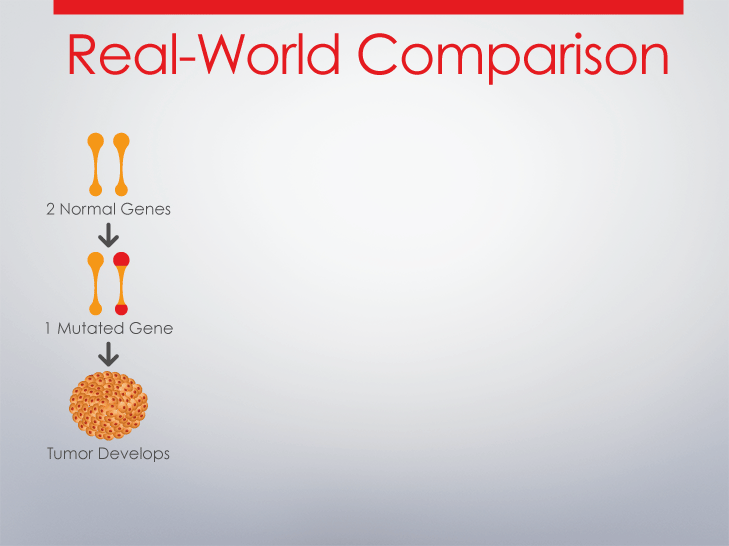 Real-World Comparison
2 Normal Genes
1 Mutated Gene
Tumor Develops